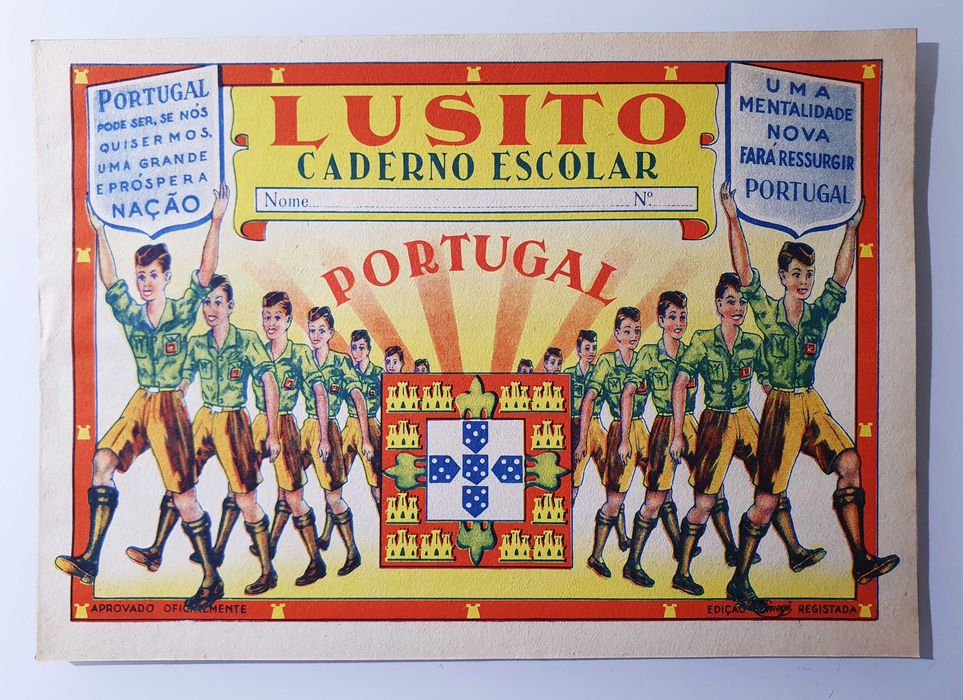 PORTUGAL
PODE SER, SE NÓS
QUISERMOS,
UMA GRANDE
E PRÓSPERA
NAÇÃO
LUSITO
CADERNO ESCOLAR
Nome Nº
UMA
MENTALIDADE
NOVA
FARÁ RESSURGIR
PORTUGAL
PORTUGAL
APROVADO OFICIALMENTE
EDIÇÃO REGISTADA